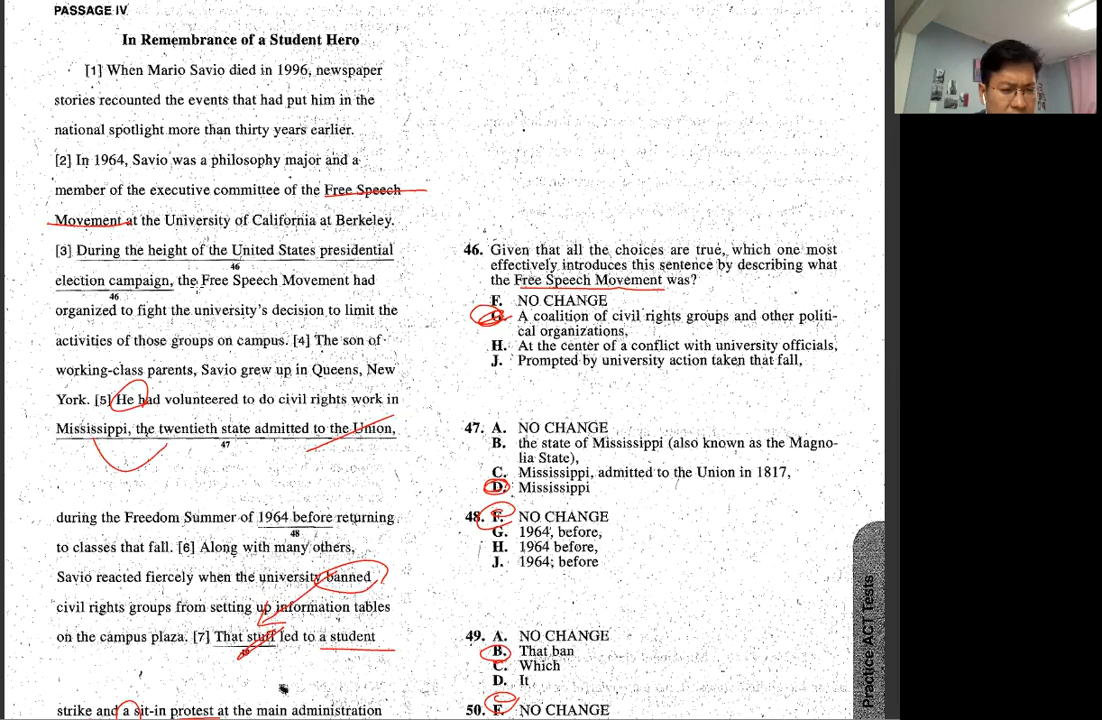 PASSAGE IV
In Remembrance of a Student Hero
[1] When Mario Savio died in 1996, newspaper
stories recounted the events that had put him in the
national spotlight more than thirty years earlier.
[2] In 1964, Savio was a philosophy major and a
member of the executive committee of the Free Speech
Movement at the University of California at Berkeley.
[3] During the height of the United States presidential
46
election campaign, the Free Speech Movement had
46
organized to fight the university's decision to limit the
activities of those groups on campus. [4] The son of
working-class parents, Savio grew up in Queens, New
York. [5] He had volunteered to do civil rights work in
Mississippi, the twentieth state admitted to the Union,
47
during the Freedom Summer of 1964 before returning
48
to classes that fall. [6] Along with many others,
Savio reacted fiercely when the university banned
civil rights groups from setting up information tables
on the campus plaza. [7] That stuff led to a student
strike and a sit-in protest at the main administration
46. Given that all the choices are true, which one most
effectively introduces this sentence by describing what
the Free Speech Movement was?
F. NO CHANGE
G. A coalition of civil rights groups and other politi-
cal organizations,
H. At the center of a conflict with university officials,
J. Prompted by university action taken that fall,
47. A. NO CHANGE
B. the state of Mississippi (also known as the Magno-
lia State),
C. Mississippi, admitted to the Union in 1817,
D. Mississippi
48. F. NO CHANGE
G. 1964, before,
H. 1964 before,
J. 1964; before
49. A. NO CHANGE
B. That ban
C. Which
D. It
50. F. NO CHANGE
Practice ACT Tests